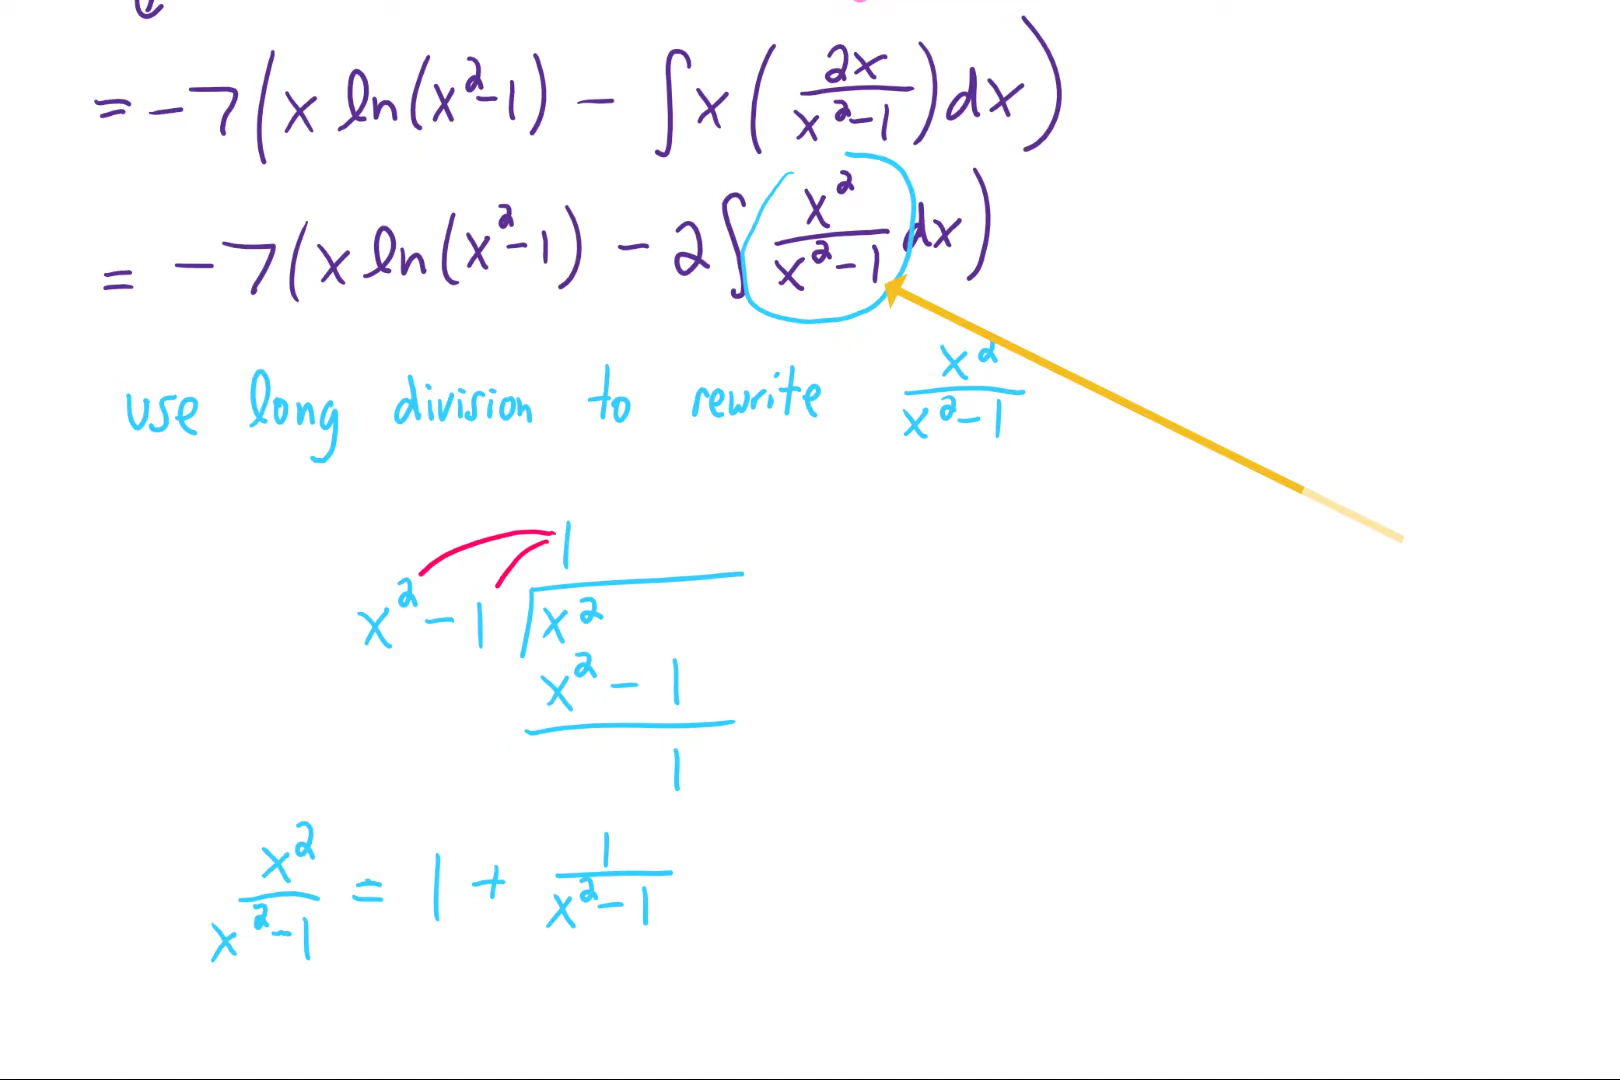 = -7(x ln(x²-1) - ∫x(2x/(x²-1))dx)
= -7(x ln(x²-1) - 2∫x²/(x²-1) dx)
use long division to rewrite x²/(x²-1)
1
x²-1 x²
x²-1
1
x²/(x²-1) = 1 + 1/(x²-1)